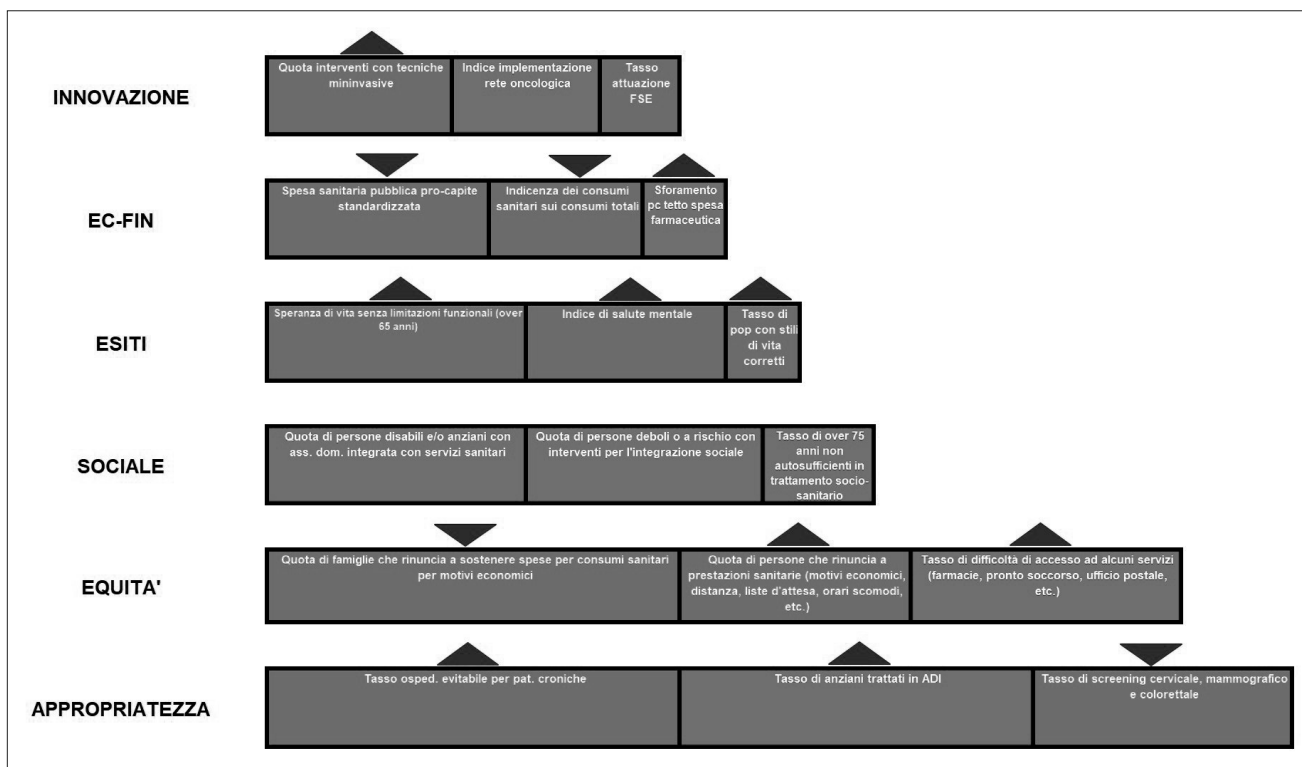 INNOVAZIONE
Quota interventi con tecniche
mininvasive
Indice implementazione
rete oncologica
Tasso
attuazione
FSE
EC-FIN
Spesa sanitaria pubblica pro-capite
standardizzata
Indicenza dei consumi
sanitari sui consumi totali
Sforamento
pc tetto spesa
farmaceutica
ESITI
Speranza di vita senza limitazioni funzionali (over
65 anni)
Indice di salute mentale
Tasso di
pop con stili
di vita
corretti
SOCIALE
Quota di persone disabili e/o anziani con
ass. dom. integrata con servizi sanitari
Quota di persone deboli o a rischio con
interventi per l'integrazione sociale
Tasso di over 75
anni non
autosufficienti in
trattamento socio-
sanitario
EQUITA'
Quota di famiglie che rinuncia a sostenere spese per consumi sanitari
per motivi economici
Quota di persone che rinuncia a
prestazioni sanitarie (motivi economici,
distanza, liste d'attesa, orari scomodi,
etc.)
Tasso di difficoltà di accesso ad alcuni servizi
(farmacie, pronto soccorso, ufficio postale,
etc.)
APPROPRIATEZZA
Tasso osped. evitabile per pat. croniche
Tasso di anziani trattati in ADI
Tasso di screening cervicale, mammografico
e colorettale